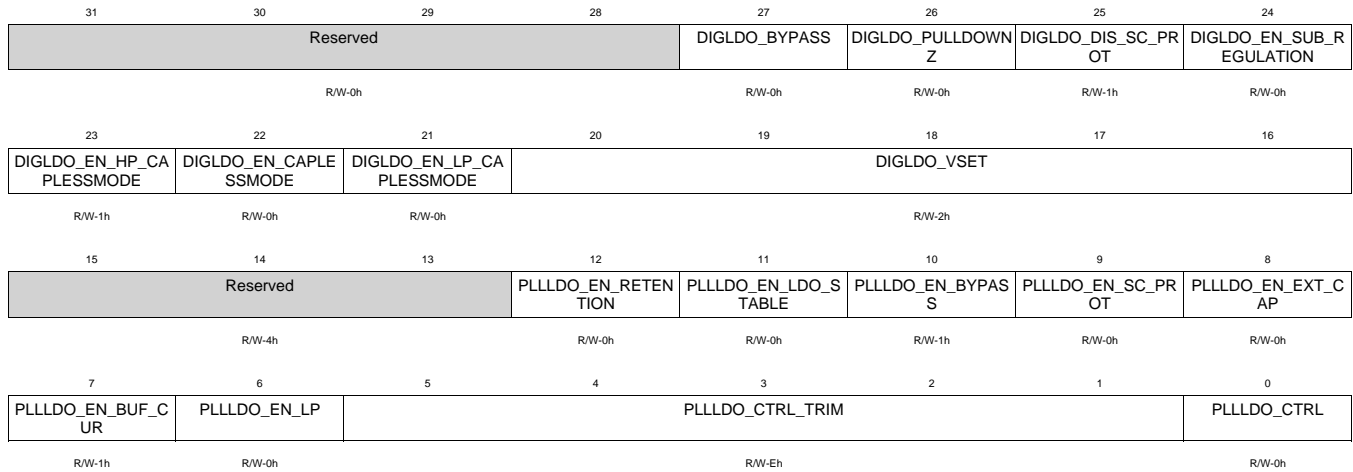 31 30 29 28 27 26 25 24
Reserved DIGLDO_BYPASS DIGLDO_PULLDOWN DIGLDO_DIS_SC_PR DIGLDO_EN_SUB_R
Z OT EGULATION
R/W-0h R/W-0h R/W-0h R/W-1h R/W-0h
23 22 21 20 19 18 17 16
DIGLDO_EN_HP_CA DIGLDO_EN_CAPLE DIGLDO_EN_LP_CA DIGLDO_VSET
PLESSMODE SSMODE PLESSMODE
R/W-1h R/W-0h R/W-0h R/W-2h
15 14 13 12 11 10 9 8
Reserved PLLLDO_EN_RETEN PLLLDO_EN_LDO_S PLLLDO_EN_BYPAS PLLLDO_EN_SC_PR PLLLDO_EN_EXT_C
TION TABLE S OT AP
R/W-4h R/W-0h R/W-0h R/W-1h R/W-0h R/W-0h
7 6 5 4 3 2 1 0
PLLLDO_EN_BUF_C PLLLDO_EN_LP PLLLDO_CTRL_TRIM PLLLDO_CTRL
UR
R/W-1h R/W-0h R/W-Eh R/W-0h